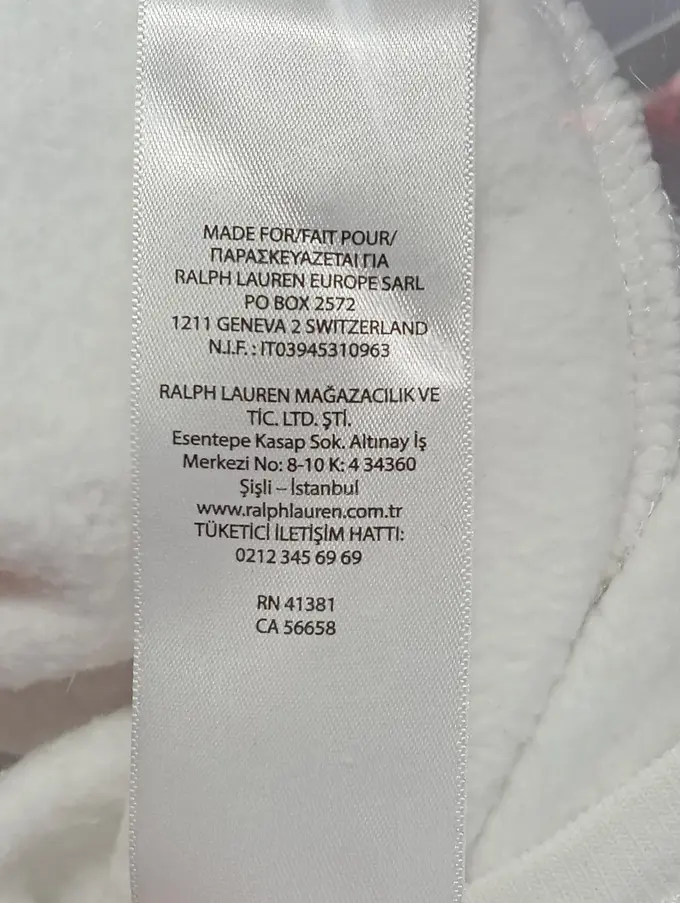 MADE FOR/FAIT POUR/
ΠΑΡΑΣΚΕΥΑΖΕΤΑΙ ΓΙΑ
RALPH LAUREN EUROPE SARL
PO BOX 2572
1211 GENEVA 2 SWITZERLAND
N.I.F. : IT03945310963
RALPH LAUREN MAĞAZACILIK VE
TİC. LTD. ŞTİ.
Esentepe Kasap Sok. Altınay İş
Merkezi No: 8-10 K: 4 34360
Şişli – İstanbul
www.ralphlauren.com.tr
TÜKETİCİ İLETİŞİM HATTI:
0212 345 69 69
RN 41381
CA 56658